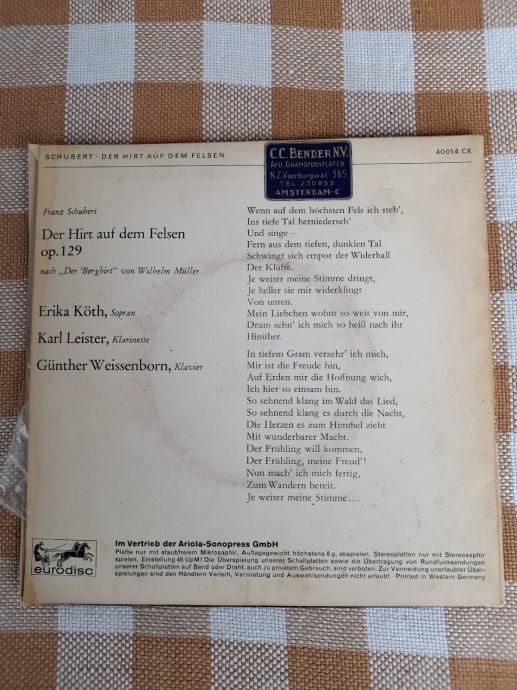 SCHUBERT · DER HIRT AUF DEM FELSEN
40014 CK
C.C. BENDER N.V.
AFD. GRAMOFOONPLATEN
N.Z. Voorburgwal 385
TEL. 230853
AMSTERDAM-C
Franz Schubert
Der Hirt auf dem Felsen
op.129
nach „Der Berghirt" von Wilhelm Müller
Erika Köth, Sopran
Karl Leister, Klarinette
Günther Weissenborn, Klavier
Wenn auf dem höchsten Fels ich steh',
Ins tiefe Tal herniederseh'
Und singe –
Fern aus dem tiefen, dunklen Tal
Schwingt sich empor der Widerhall
Der Klüfte.
Je weiter meine Stimme dringt,
Je heller sie mir widerklingt
Von unten.
Mein Liebchen wohnt so weit von mir,
Drum sehn' ich mich so heiß nach ihr
Hinüber.
In tiefem Gram verzehr' ich mich,
Mir ist die Freude hin,
Auf Erden mir die Hoffnung wich,
Ich hier so einsam bin.
So sehnend klang im Wald das Lied,
So sehnend klang es durch die Nacht,
Die Herzen es zum Himmel zieht
Mit wunderbarer Macht.
Der Frühling will kommen,
Der Frühling, meine Freud'!
Nun mach' ich mich fertig,
Zum Wandern bereit.
Je weiter meine Stimme...
eurodisc
Im Vertrieb der Ariola-Sonopress GmbH
Platte nur mit staubfreiem Mikrosaphir, Auflagegewicht höchstens 8 g, abspielen. Stereoplatten nur mit Stereosaphir
spielen. Einstellung 45 UpM! Die Überspielung unserer Schallplatten sowie die Übertragung von Rundfunksendungen
unserer Schallplatten auf Band oder Draht, auch zu privatem Gebrauch, sind verboten. Zur Vermeidung unerlaubter Über-
spielungen sind den Händlern Verleih, Vermietung und Auswahlsendungen nicht erlaubt Printed in Western Germany